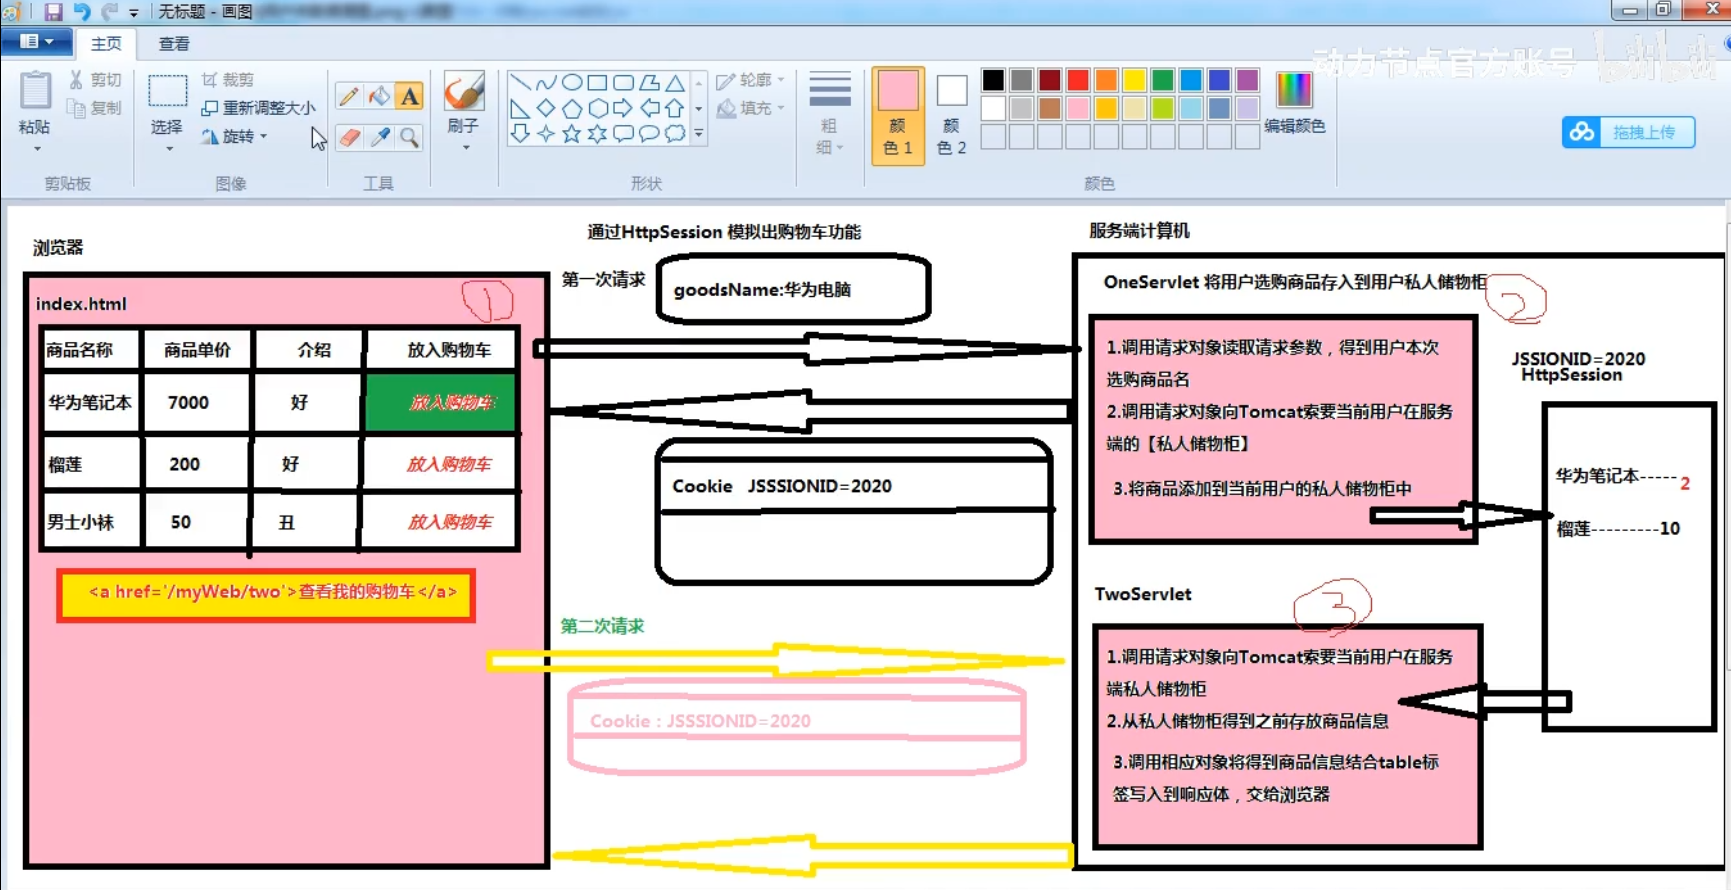 无标题 - 画图
主页
查看
动力节点官方账号
bilibili
粘贴
剪切
复制
剪贴板
选择
裁剪
重新调整大小
旋转
图像
A
工具
刷子
形状
轮廓
填充
粗
细
颜
色 1
颜
色 2
编辑颜色
颜色
拖拽上传
浏览器
index.html
1
商品名称 商品单价 介绍 放入购物车
华为笔记本 7000 好 放入购物车
榴莲 200 好 放入购物车
男士小袜 50 丑 放入购物车
<a href='/myWeb/two'>查看我的购物车</a>
通过HttpSession 模拟出购物车功能
第一次请求
goodsName:华为电脑
Cookie JSSSIONID=2020
第二次请求
Cookie : JSSSIONID=2020
服务端计算机
OneServlet 将用户选购商品存入到用户私人储物柜
2
1.调用请求对象读取请求参数，得到用户本次
选购商品名
2.调用请求对象向Tomcat索要当前用户在服务
端的【私人储物柜】
3.将商品添加到当前用户的私人储物柜中
JSSIONID=2020
HttpSession
华为笔记本-----2
榴莲---------10
TwoServlet
3
1.调用请求对象向Tomcat索要当前用户在服务
端私人储物柜
2.从私人储物柜得到之前存放商品信息
3.调用相应对象将得到商品信息结合table标
签写入到响应体，交给浏览器